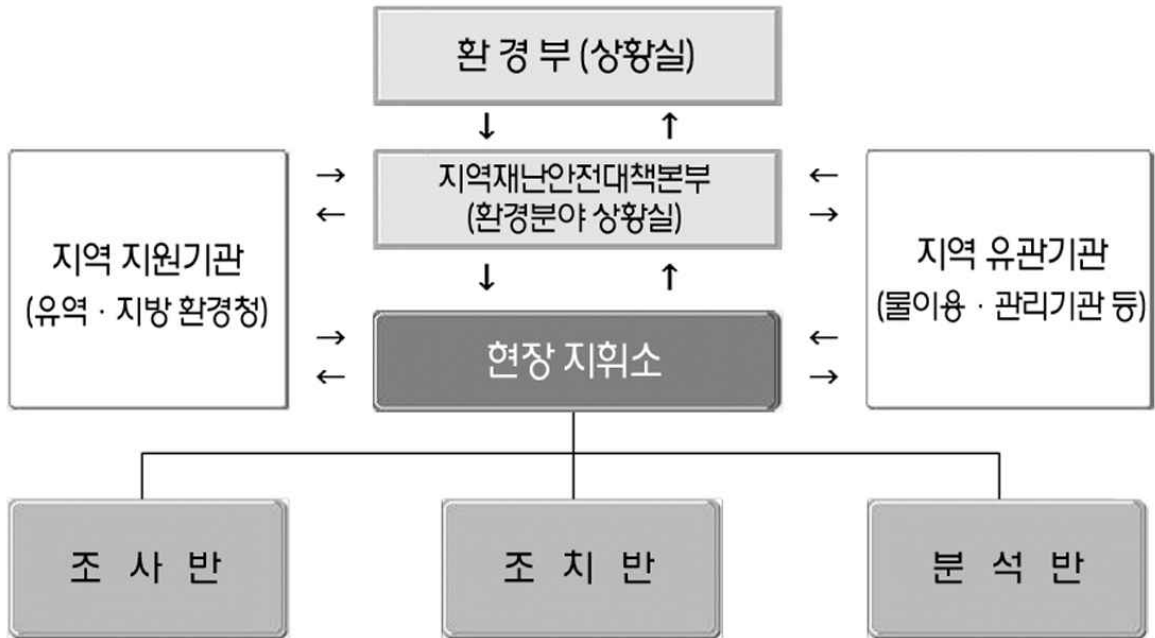 환 경 부 (상황실)
↓ ↑
지역재난안전대책본부
(환경분야 상황실)
→ ←
← →
지역 지원기관
(유역 · 지방 환경청)
지역 유관기관
(물이용 · 관리기관 등)
↓ ↑
현장 지휘소
→ ←
← →
조 사 반
조 치 반
분 석 반